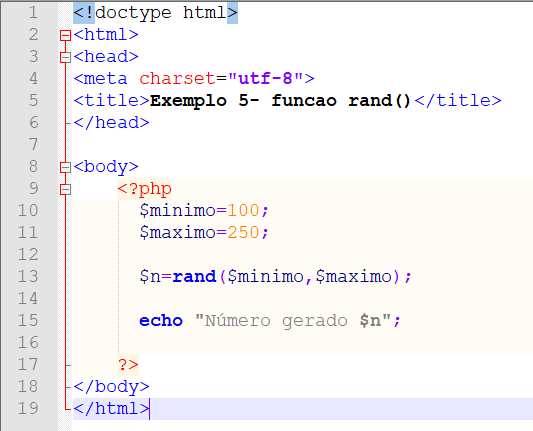 1 <!doctype html>
2 <html>
3 <head>
4 <meta charset="utf-8">
5 <title>Exemplo 5- funcao rand()</title>
6 </head>
7
8 <body>
9 <?php
10 $minimo=100;
11 $maximo=250;
12
13 $n=rand($minimo,$maximo);
14
15 echo "Número gerado $n";
16
17 ?>
18 </body>
19 </html>